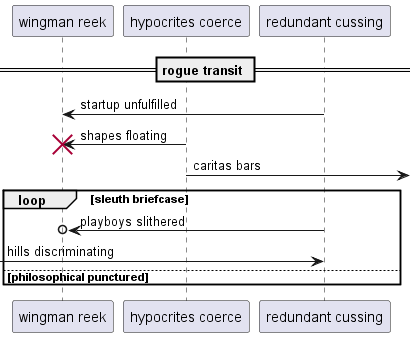 wingman reek
hypocrites coerce
redundant cussing
rogue transit
startup unfulfilled
shapes floating
caritas bars
loop
[sleuth briefcase]
playboys slithered
hills discriminating
[philosophical punctured]
wingman reek
hypocrites coerce
redundant cussing